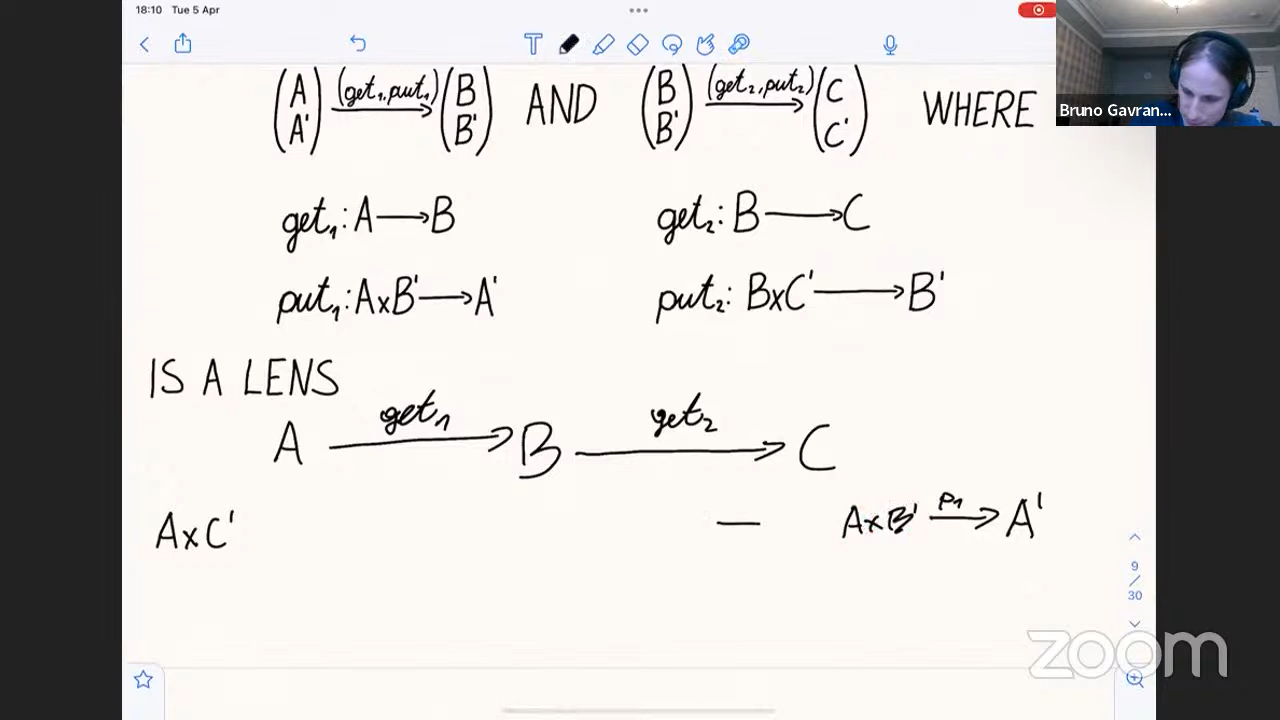 18:10 Tue 5 Apr
Bruno Gavran...
(A A') (get₁,put₁) → (B B') AND (B B') (get₂,put₂) → (C C') WHERE
get₁: A → B get₂: B → C
put₁: A×B' → A' put₂: B×C' → B'
IS A LENS
A get₁ → B get₂ → C
A×C' — A×B' p₁ → A'
9
/
30
zoom